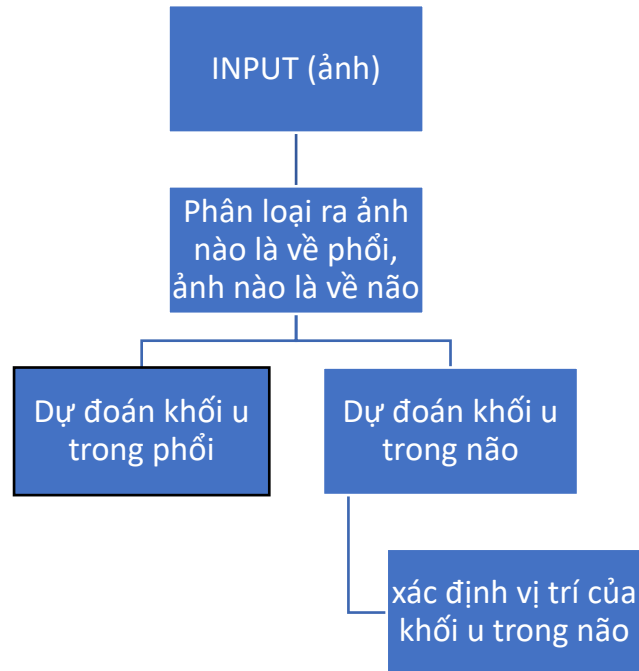 INPUT (ảnh)
Phân loại ra ảnh
nào là về phổi,
ảnh nào là về não
Dự đoán khối u
trong phổi
Dự đoán khối u
trong não
xác định vị trí của
khối u trong não